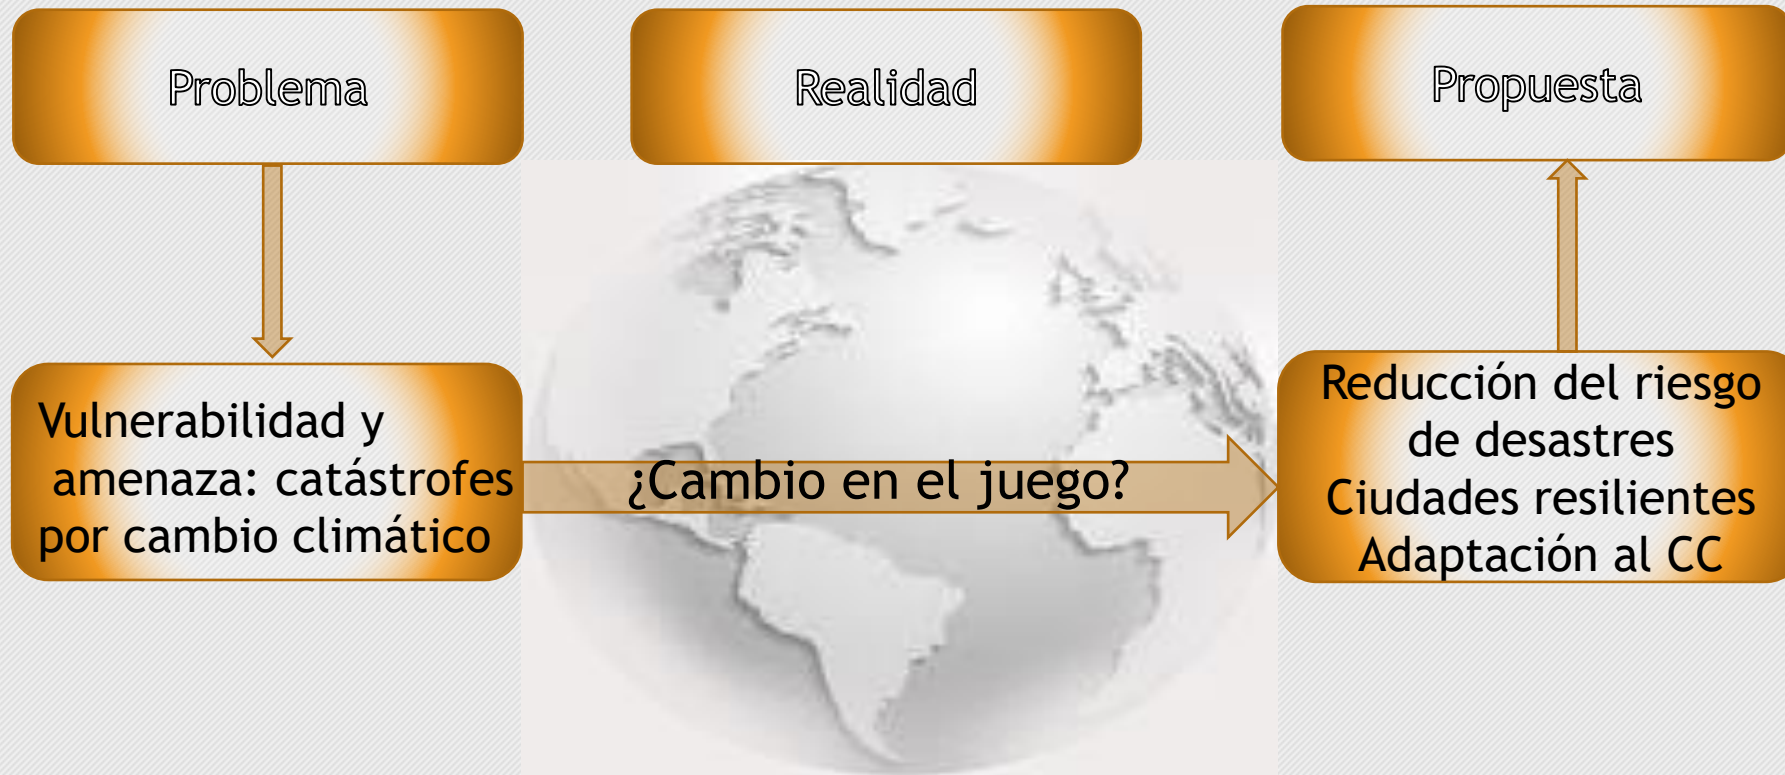 Problema
Realidad
Propuesta
Vulnerabilidad y
amenaza: catástrofes
por cambio climático
¿Cambio en el juego?
Reducción del riesgo
de desastres
Ciudades resilientes
Adaptación al CC